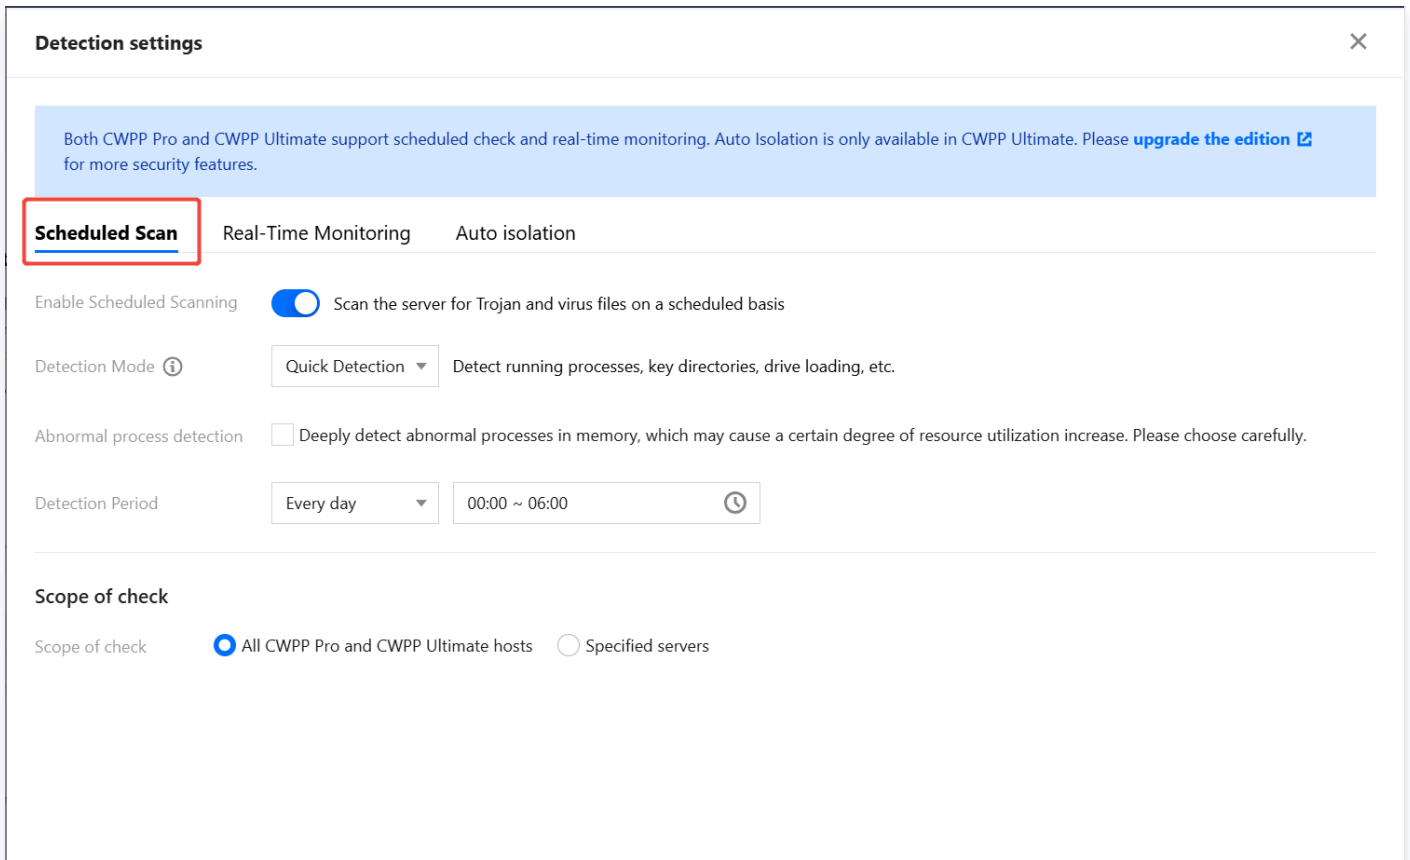 Detection settings
Both CWPP Pro and CWPP Ultimate support scheduled check and real-time monitoring. Auto Isolation is only available in CWPP Ultimate. Please upgrade the edition
for more security features.
Scheduled Scan Real-Time Monitoring Auto isolation
Enable Scheduled Scanning Scan the server for Trojan and virus files on a scheduled basis
Detection Mode Quick Detection Detect running processes, key directories, drive loading, etc.
Abnormal process detection Deeply detect abnormal processes in memory, which may cause a certain degree of resource utilization increase. Please choose carefully.
Detection Period Every day 00:00 ~ 06:00
Scope of check
Scope of check All CWPP Pro and CWPP Ultimate hosts Specified servers